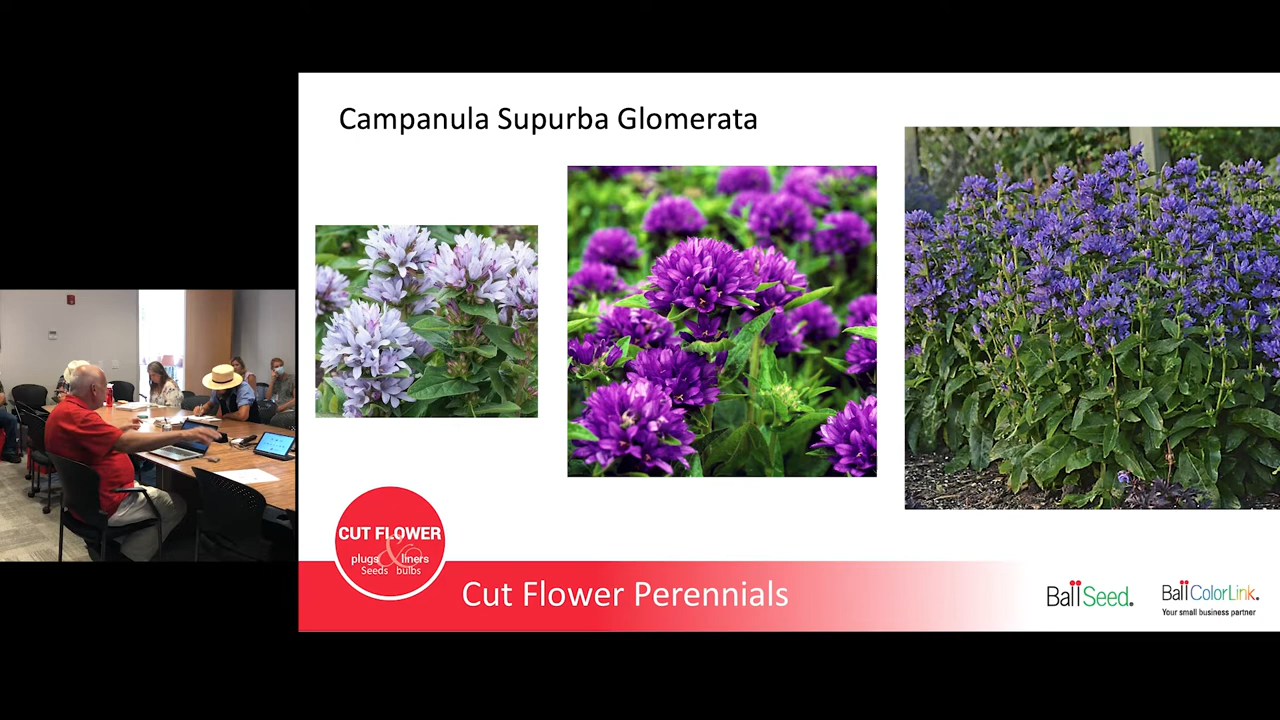 Campanula Supurba Glomerata
CUT FLOWER
&
plugs liners
Seeds bulbs
Cut Flower Perennials
Ball Seed.
Ball ColorLink.
Your small business partner